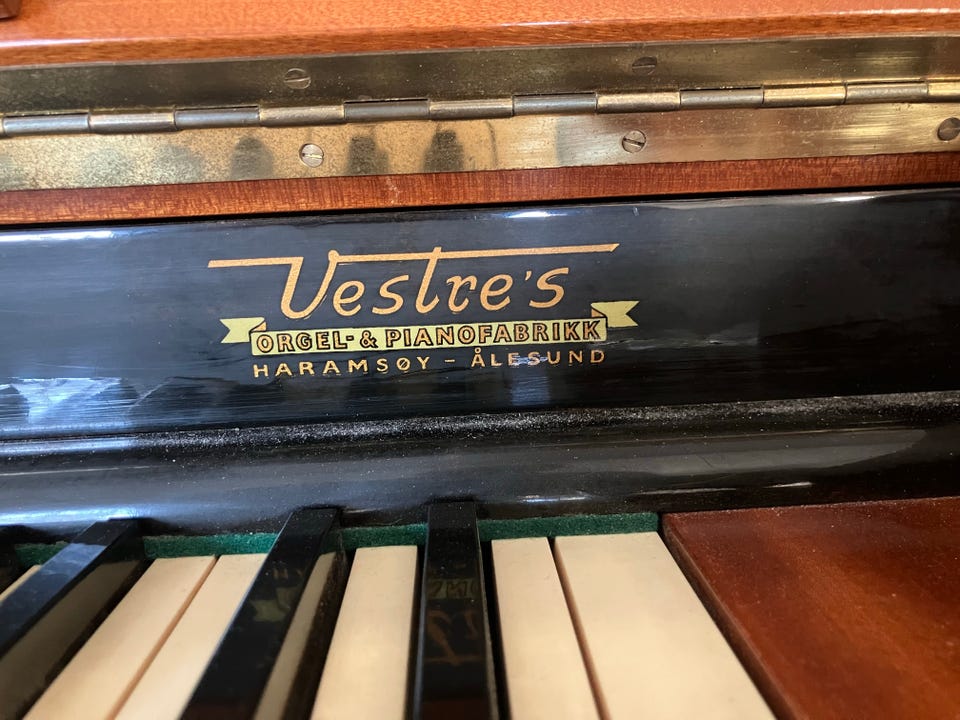 Vestre's
ORGEL- & PIANOFABRIKK
HARAMSØY - ÅLESUND